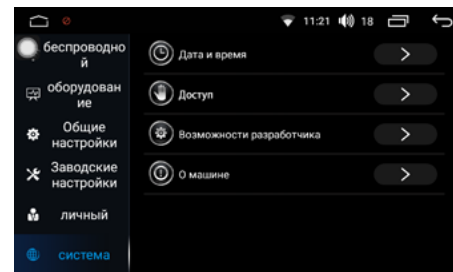 11:21 18
беспроводно
й
оборудован
ие
Общие
настройки
Заводские
настройки
личный
система
Дата и время
Доступ
Возможности разработчика
О машине